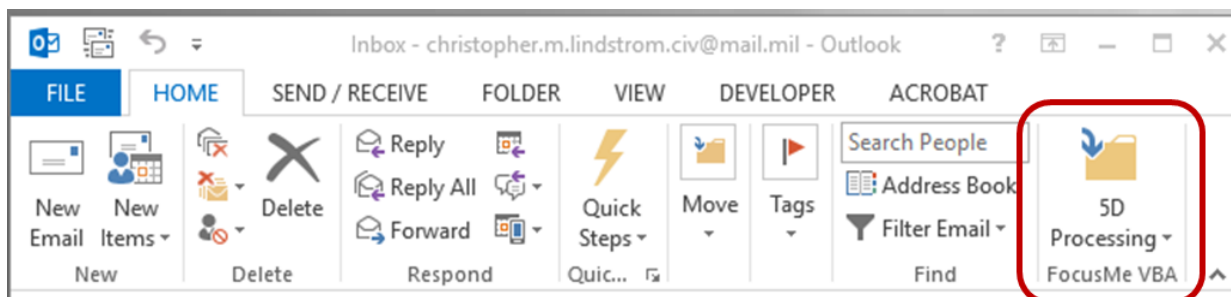 Inbox - christopher.m.lindstrom.civ@mail.mil - Outlook ?
FILE HOME SEND / RECEIVE FOLDER VIEW DEVELOPER ACROBAT
New Email
New Items
Delete
Reply
Reply All
Forward
Quick Steps
Move
Tags
Search People
Address Book
Filter Email
5D Processing
New Delete Respond Quic... Find FocusMe VBA